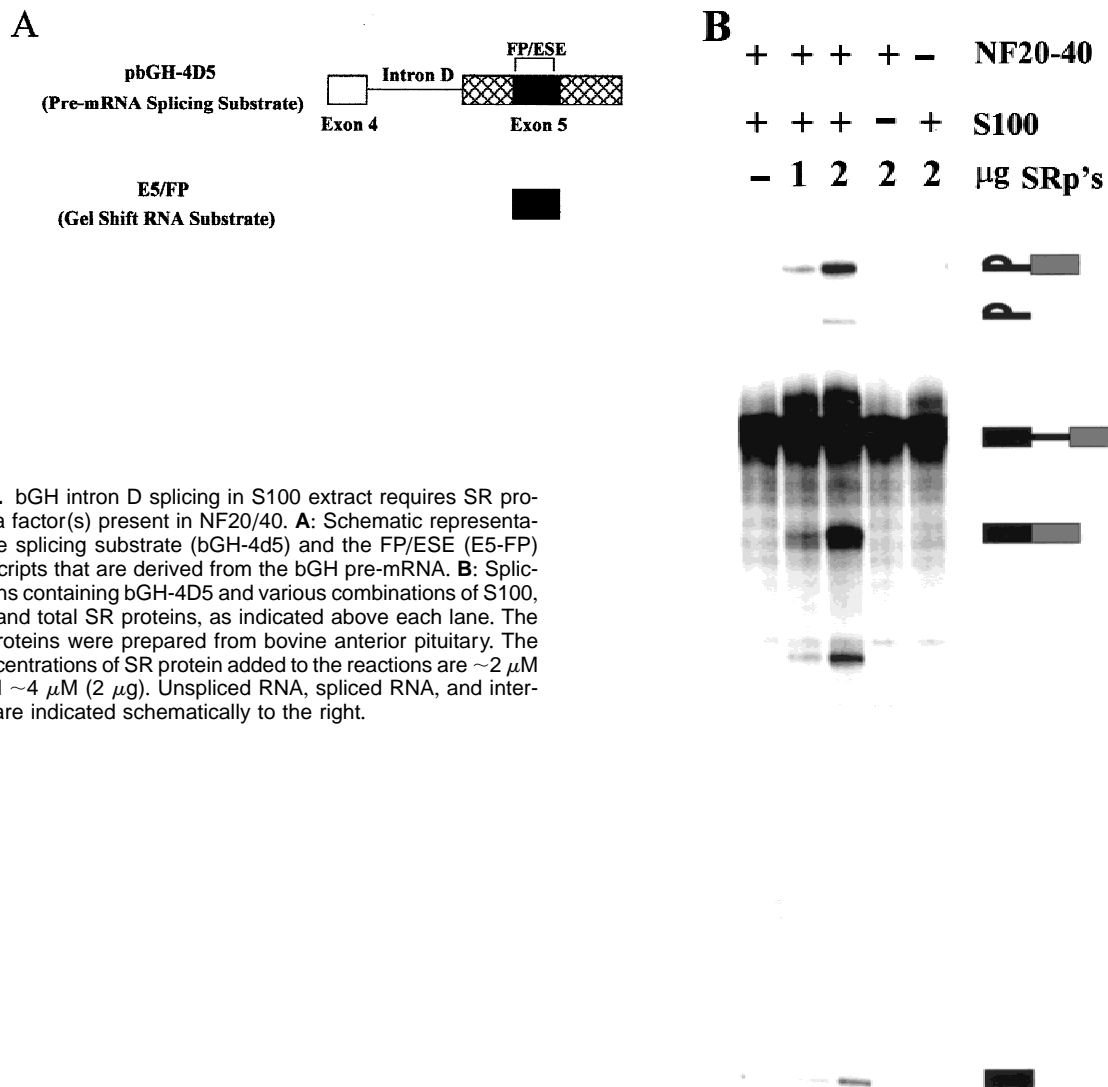 A
FP/ESE
pbGH-4D5
Intron D
(Pre-mRNA Splicing Substrate)
Exon 4
Exon 5
E5/FP
(Gel Shift RNA Substrate)
. bGH intron D splicing in S100 extract requires SR pro-
a factor(s) present in NF20/40. A: Schematic representa-
e splicing substrate (bGH-4d5) and the FP/ESE (E5-FP)
scripts that are derived from the bGH pre-mRNA. B: Splic-
ns containing bGH-4D5 and various combinations of S100,
and total SR proteins, as indicated above each lane. The
roteins were prepared from bovine anterior pituitary. The
centrations of SR protein added to the reactions are ~2 μM
l ~4 μM (2 μg). Unspliced RNA, spliced RNA, and inter-
are indicated schematically to the right.
B
+ + + + – NF20-40
+ + + – + S100
– 1 2 2 2 μg SRp's